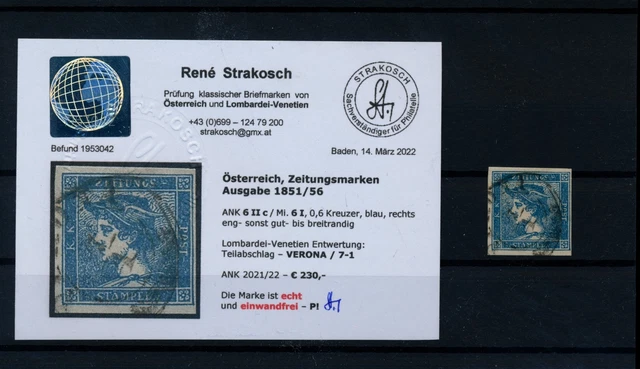 René Strakosch
Prüfung klassischer Briefmarken von
Österreich und Lombardei-Venetien
+43 (0)699 – 124 79 200
strakosch@gmx.at
STRAKOSCH
Sachverständiger für Philatelie
Befund 1953042
Baden, 14. März 2022
Österreich, Zeitungsmarken
Ausgabe 1851/56
ANK 6 II c / Mi. 6 I, 0,6 Kreuzer, blau, rechts
eng- sonst gut- bis breitrandig
Lombardei-Venetien Entwertung:
Teilabschlag – VERONA / 7-1
ANK 2021/22 – € 230,-
Die Marke ist echt
und einwandfrei – P!
ZEITUNGS
K.K.
POST
STAMPEL
ZEITUNGS
STAMPEL